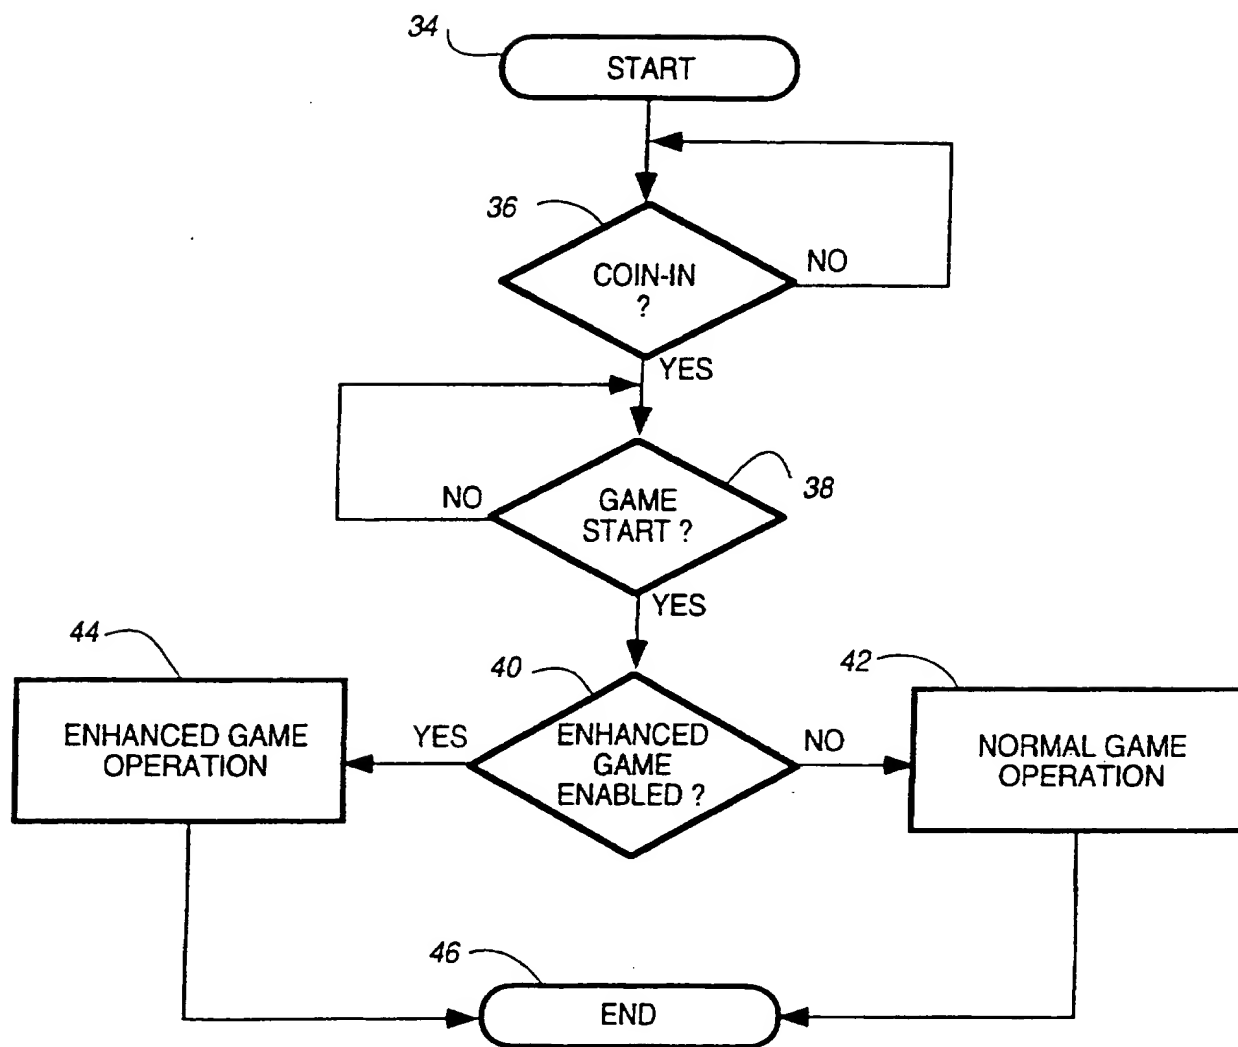 34
START
36
COIN-IN
?
NO
YES
NO
GAME
START ?
38
YES
44
40
42
ENHANCED GAME
OPERATION
YES
ENHANCED
GAME
ENABLED ?
NO
NORMAL GAME
OPERATION
46
END